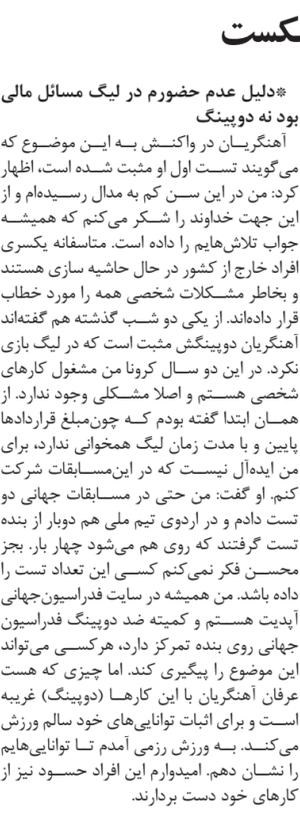 ـکست
*دلیل عدم حضورم در لیگ مسائل مالی
بود نه دوپینگ
آهنگریان در واکنش به این موضوع که
می‌گویند تست اول او مثبت شده است، اظهار
کرد: من در این سن کم به مدال رسیده‌ام و از
این جهت خداوند را شکر می‌کنم که همیشه
جواب تلاش‌هایم را داده است. متاسفانه یکسری
افراد خارج از کشور در حال حاشیه سازی هستند
و بخاطر مشکلات شخصی همه را مورد خطاب
قرار داده‌اند. از یکی دو شب گذشته هم گفته‌اند
آهنگریان دوپینگش مثبت است که در لیگ بازی
نکرد. در این دو سال کرونا من مشغول کارهای
شخصی هستم و اصلا مشکلی وجود ندارد. از
همان ابتدا گفته بودم که چون‌مبلغ قراردادها
پایین و با مدت زمان لیگ همخوانی ندارد، برای
من ایده‌آل نیست که در این‌مسابقات شرکت
کنم. او گفت: من حتی در مسابقات جهانی دو
تست دادم و در اردوی تیم ملی هم دوبار از بنده
تست گرفتند که روی هم می‌شود چهار بار. بجز
محسن فکر نمی‌کنم کسی این تعداد تست را
داده باشد. من همیشه در سایت فدراسیون‌جهانی
آپدیت هستم و کمیته ضد دوپینگ فدراسیون
جهانی روی بنده تمرکز دارد، هرکسی می‌تواند
این موضوع را پیگیری کند. اما چیزی که هست
عرفان آهنگریان با این کارها (دوپینگ) غریبه
است و برای اثبات توانایی‌های خود سالم ورزش
می‌کند. به ورزش رزمی آمدم تا توانایی‌هایم
را نشان دهم. امیدوارم این افراد حسود نیز از
کارهای خود دست بردارند.